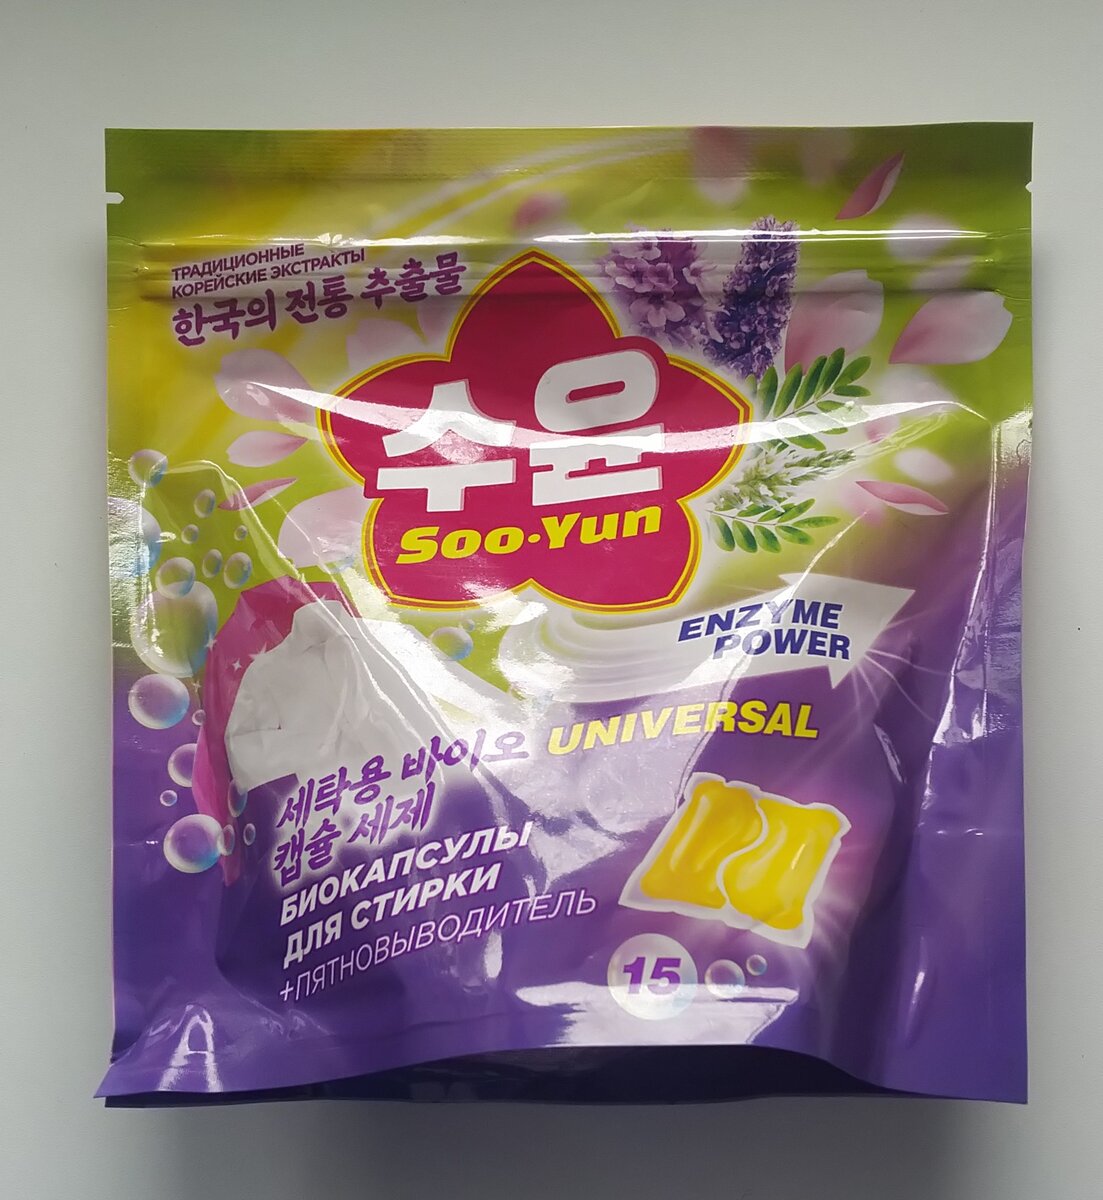 ТРАДИЦИОННЫЕ
КОРЕЙСКИЕ ЭКСТРАКТЫ
한국의 전통 추출물
수윤
Soo·Yun
ENZYME
POWER
UNIVERSAL
세탁용 바이오
캡슐 세제
БИОКАПСУЛЫ
ДЛЯ СТИРКИ
+ПЯТНОВЫВОДИТЕЛЬ
15